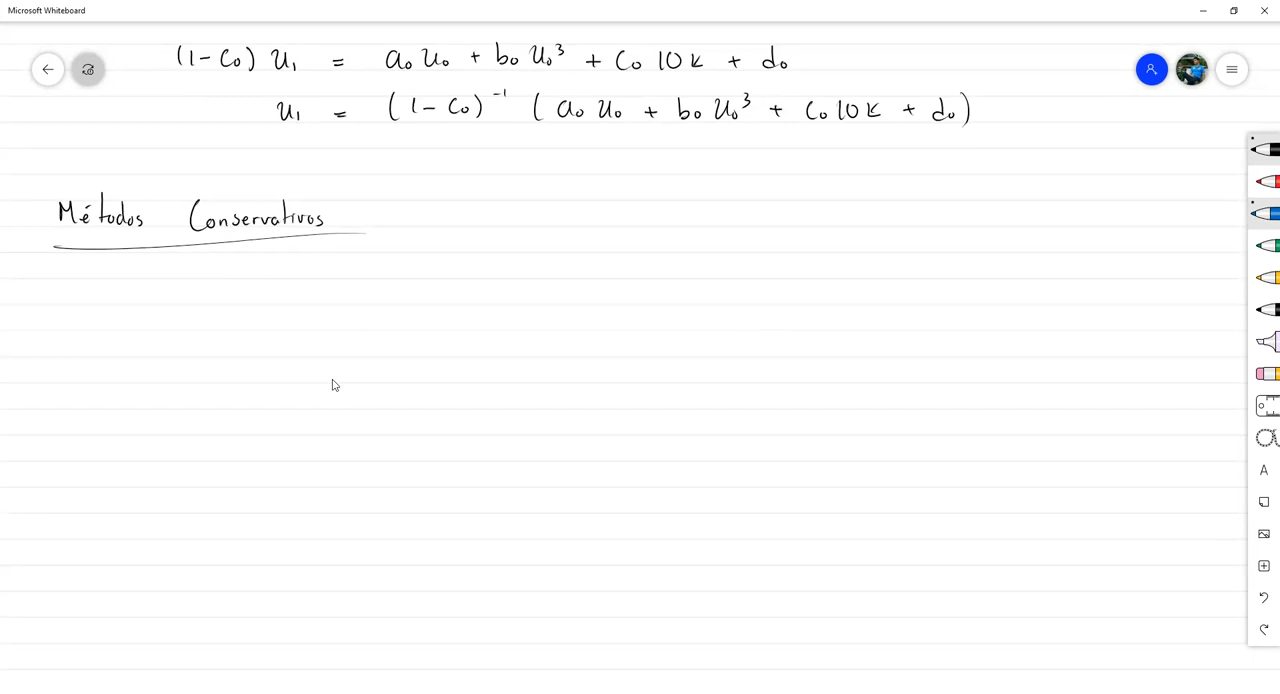 Microsoft Whiteboard
(1-C₀) U₁ = a₀ U₀ + b₀ U₀³ + C₀ 10 K + d₀
U₁ = (1-C₀)⁻¹ (a₀ U₀ + b₀ U₀³ + C₀ 10 K + d₀)
Métodos Conservativos
A